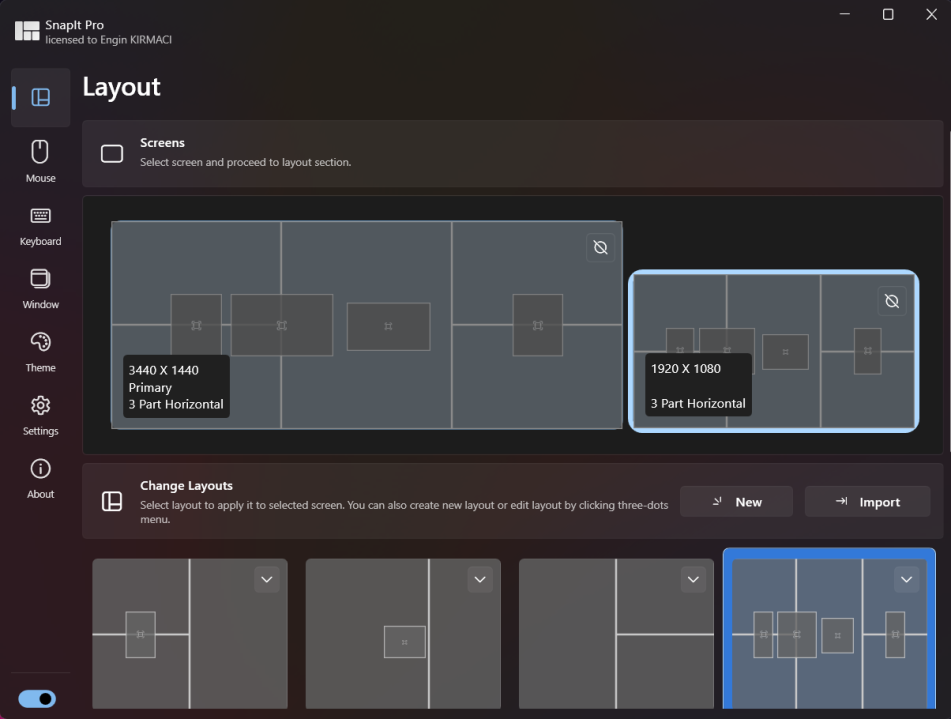 SnapIt Pro
licensed to Engin KIRMACI
Layout
Mouse
Keyboard
Window
Theme
Settings
About
Screens
Select screen and proceed to layout section.
3440 X 1440
Primary
3 Part Horizontal
1920 X 1080
3 Part Horizontal
Change Layouts
Select layout to apply it to selected screen. You can also create new layout or edit layout by clicking three-dots
menu.
New
Import